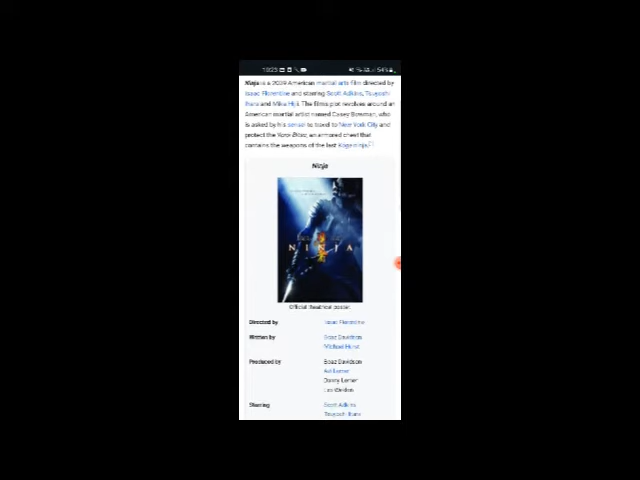 Ninja is a 2009 American martial arts film directed by
Isaac Florentine and starring Scott Adkins, Tsuyoshi
Ihara and Mika Hijii. The films plot revolves around an
American martial artist named Casey Bowman, who
is asked by his sensei to travel to New York City and
protect the Yoroi Bitsu, an armored chest that
contains the weapons of the last Koga ninja.
Ninja
NINJA
Official theatrical poster
Directed by Isaac Florentine
Written by Boaz Davidson
Michael Hurst
Produced by Boaz Davidson
Avi Lerner
Danny Lerner
Les Weldon
Starring Scott Adkins
Tsuyoshi Ihara